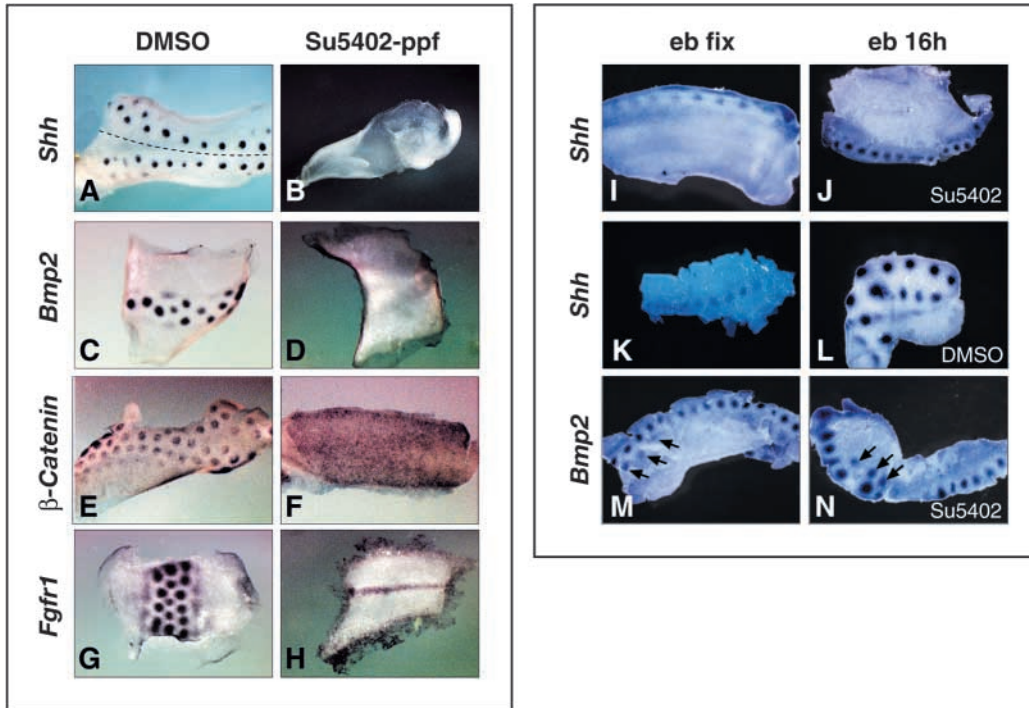 DMSO Su5402-ppf
Shh
A B
Bmp2
C D
β-Catenin
E F
Fgfr1
G H
eb fix eb 16h
Shh
I J Su5402
Shh
K L DMSO
Bmp2
M N Su5402